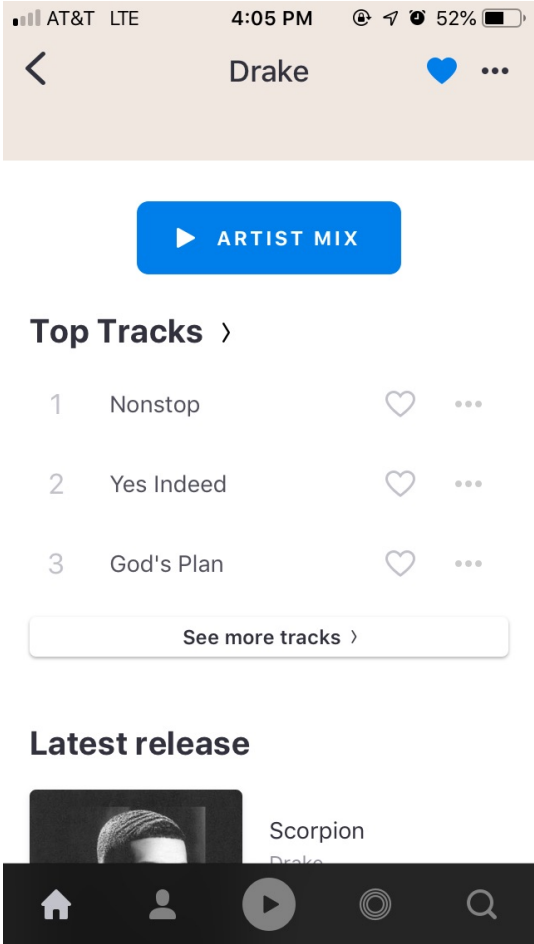 AT&T LTE 4:05 PM 52%
Drake
ARTIST MIX
Top Tracks
1 Nonstop
2 Yes Indeed
3 God's Plan
See more tracks
Latest release
Scorpion
Drake